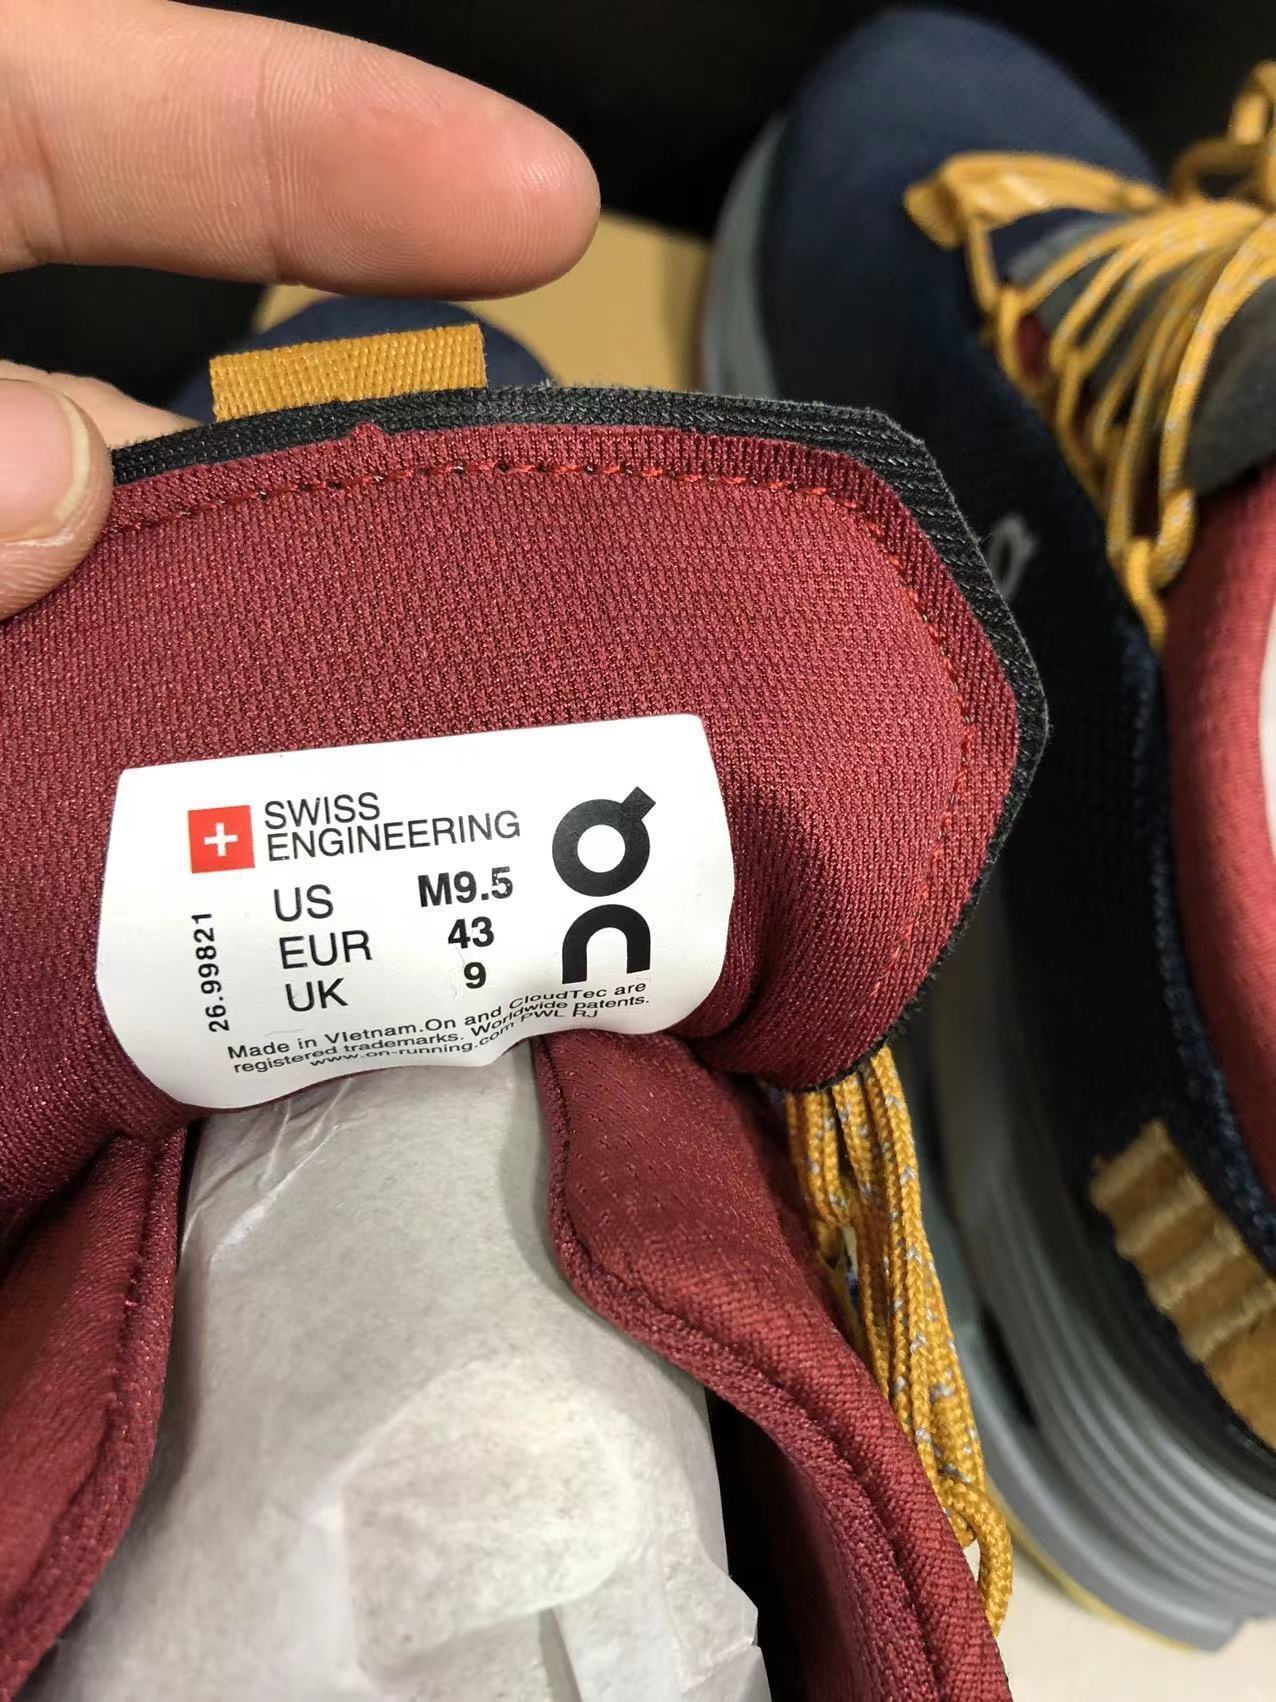 SWISS
ENGINEERING
US M9.5
EUR 43
UK 9
26.99821
On
Made in VIetnam.On and CloudTec are
registered trademarks. Worldwide patents.
www.on-running.com PWL RJ